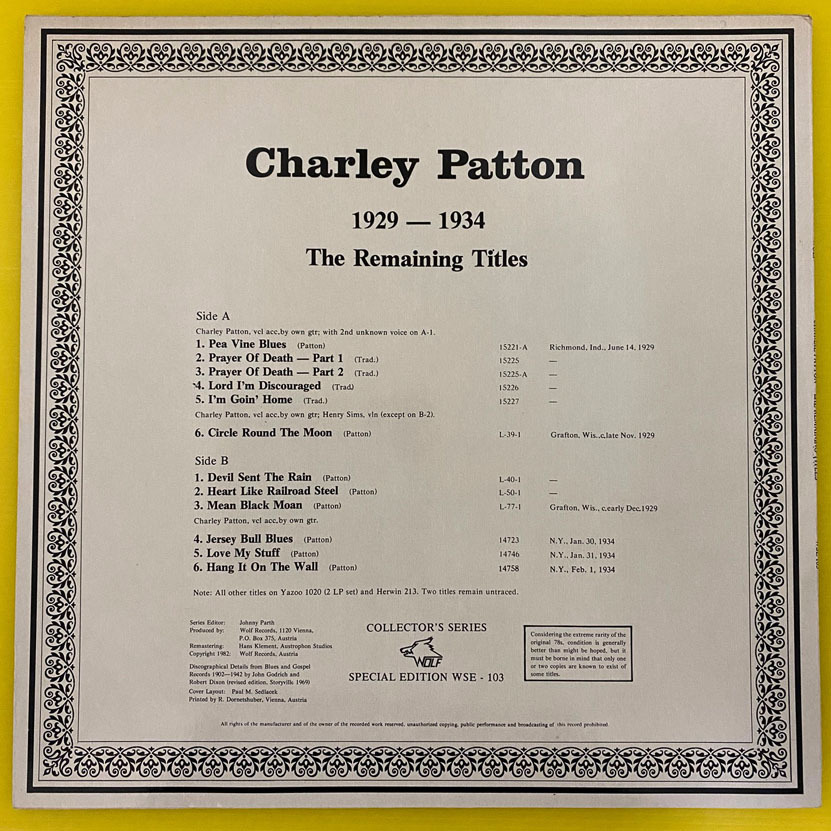 Charley Patton
1929 — 1934
The Remaining Titles
Side A
Charley Patton, vcl acc.by own gtr; with 2nd unknown voice on A-1.
1. Pea Vine Blues (Patton) 15221-A Richmond, Ind., June 14, 1929
2. Prayer Of Death — Part 1 (Trad.) 15225 —
3. Prayer Of Death — Part 2 (Trad.) 15225-A —
4. Lord I'm Discouraged (Trad) 15226 —
5. I'm Goin' Home (Trad.) 15227 —
Charley Patton, vcl acc.by own gtr; Henry Sims, vln (except on B-2).
6. Circle Round The Moon (Patton) L-39-1 Grafton, Wis.,c.late Nov. 1929
Side B
1. Devil Sent The Rain (Patton) L-40-1 —
2. Heart Like Railroad Steel (Patton) L-50-1 —
3. Mean Black Moan (Patton) L-77-1 Grafton, Wis., c.early Dec.1929
Charley Patton, vcl acc.by own gtr.
4. Jersey Bull Blues (Patton) 14723 N.Y., Jan. 30, 1934
5. Love My Stuff (Patton) 14746 N.Y., Jan. 31, 1934
6. Hang It On The Wall (Patton) 14758 N.Y., Feb. 1, 1934
Note: All other titles on Yazoo 1020 (2 LP set) and Herwin 213. Two titles remain untraced.
Series Editor: Johnny Parth
Produced by: Wolf Records, 1120 Vienna,
P.O. Box 375, Austria
Remastering: Hans Klement, Austrophon Studios
Copyright 1982: Wolf Records, Austria
Discographical Details from Blues and Gospel
Records 1902—1942 by John Godrich and
Robert Dixon (revised edition, Storyville 1969)
Cover Layout: Paul M. Sedlacek
Printed by R. Dornetshuber, Vienna, Austria
COLLECTOR'S SERIES
WOLF
SPECIAL EDITION WSE - 103
Considering the extreme rarity of the
original 78s, condition is generally
better than might be hoped, but it
must be borne in mind that only one
or two copies are known to exist of
some titles.
All rights of the manufacturer and of the owner of the recorded work reserved, unauthorized copying, public performance and broadcasting of this record prohibited.